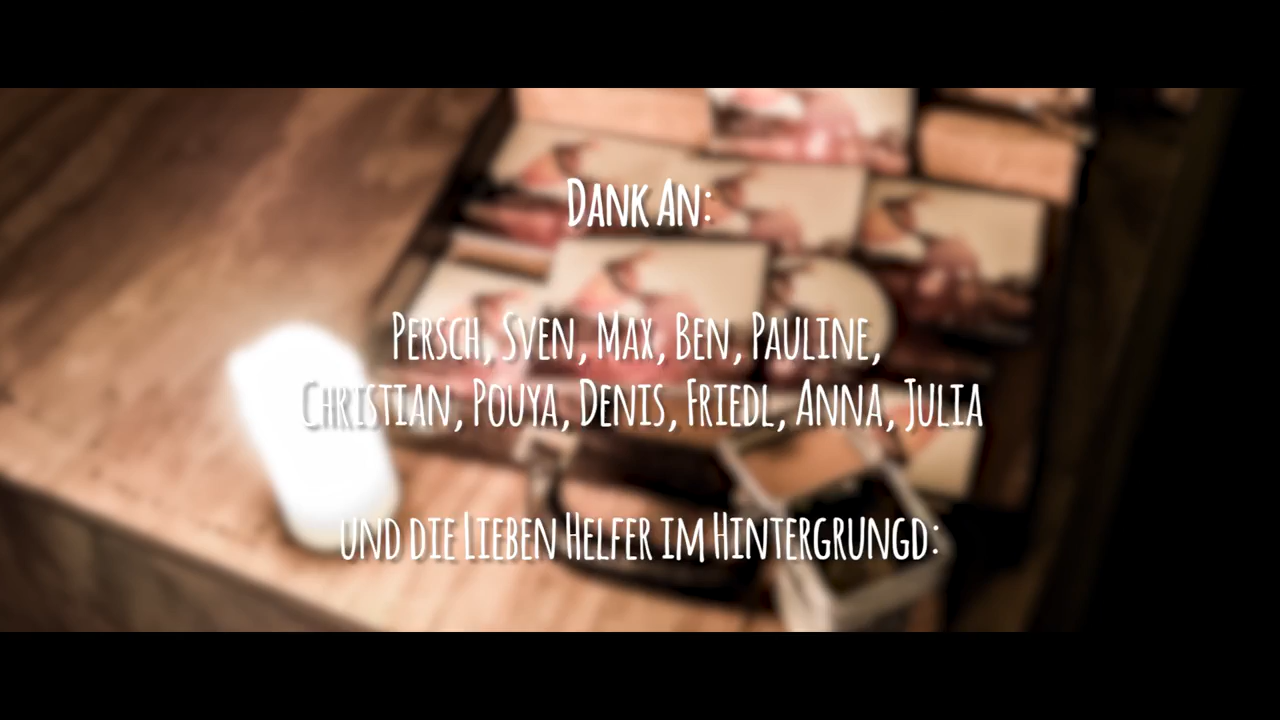 Dank An:
Persch, Sven, Max, Ben, Pauline,
Christian, Pouya, Denis, Friedl, Anna, Julia
und die Lieben Helfer im Hintergrungd: